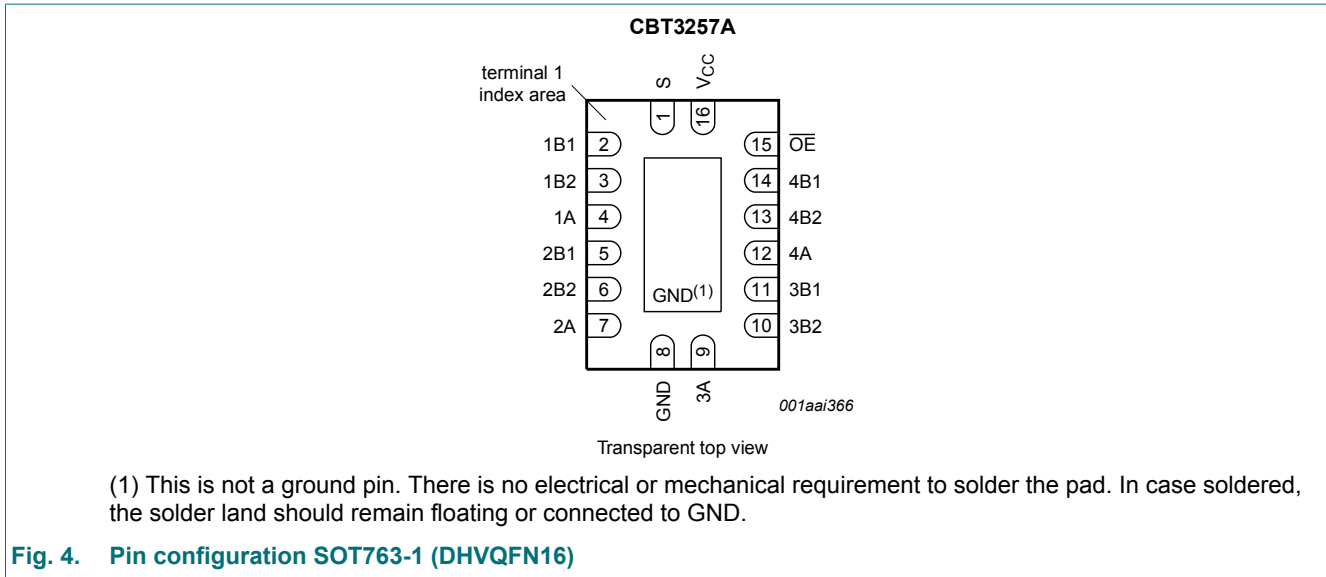 CBT3257A
terminal 1
index area
S
VCC
1
16
1B1 2
15 OE
1B2 3
14 4B1
1A 4
13 4B2
2B1 5
12 4A
2B2 6
11 3B1
GND(1)
2A 7
10 3B2
8
9
GND
3A
001aai366
Transparent top view
(1) This is not a ground pin. There is no electrical or mechanical requirement to solder the pad. In case soldered,
the solder land should remain floating or connected to GND.
Fig. 4. Pin configuration SOT763-1 (DHVQFN16)